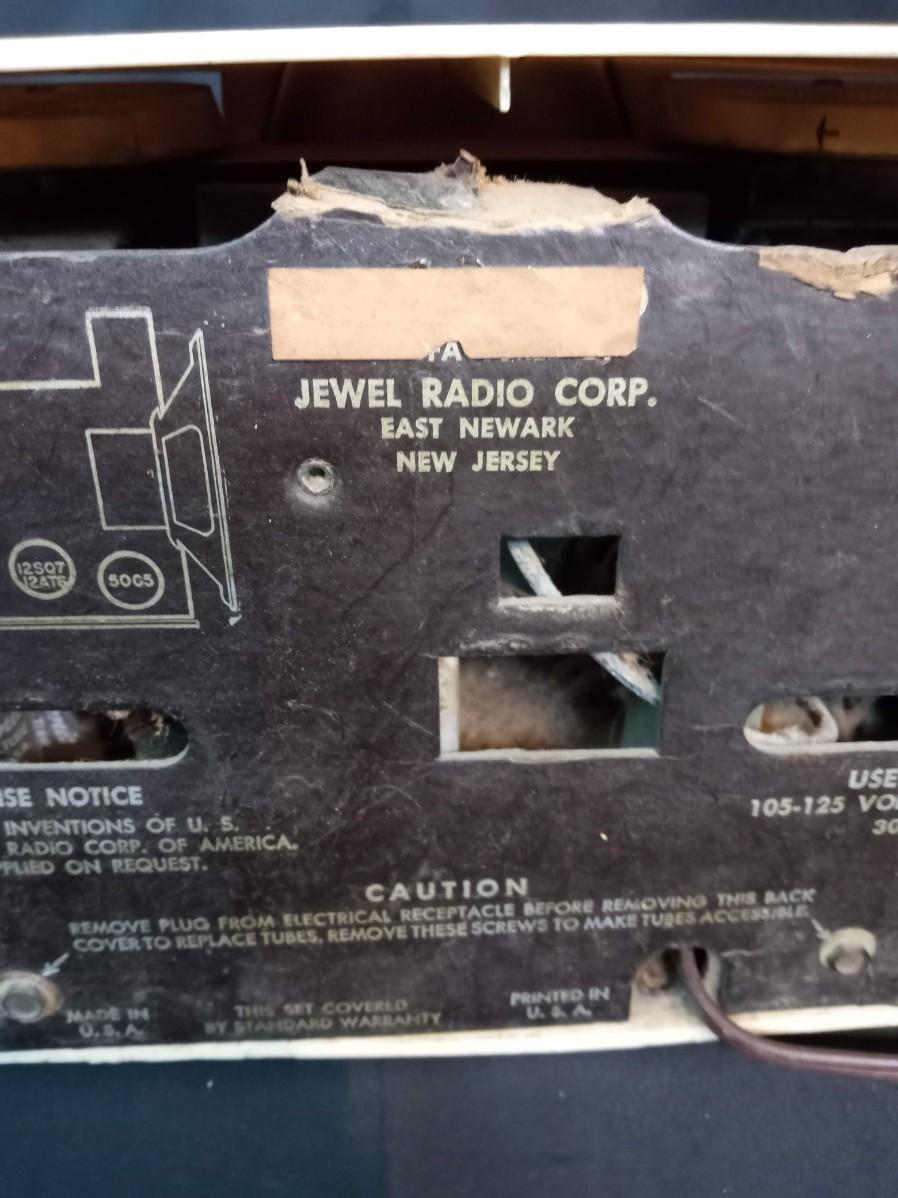 JEWEL RADIO CORP.
EAST NEWARK
NEW JERSEY
12SQ7
12AT6
50C5
NOTICE
INVENTIONS OF U. S.
RADIO CORP. OF AMERICA.
ON REQUEST.
USE
105-125
30
CAUTION
REMOVE PLUG FROM ELECTRICAL RECEPTACLE BEFORE REMOVING THIS BACK
COVER TO REPLACE TUBES. REMOVE THESE SCREWS TO MAKE TUBES ACCESSIBLE.
MADE IN
U. S. A.
THIS SET COVERED
BY STANDARD WARRANTY
PRINTED IN
U. S. A.